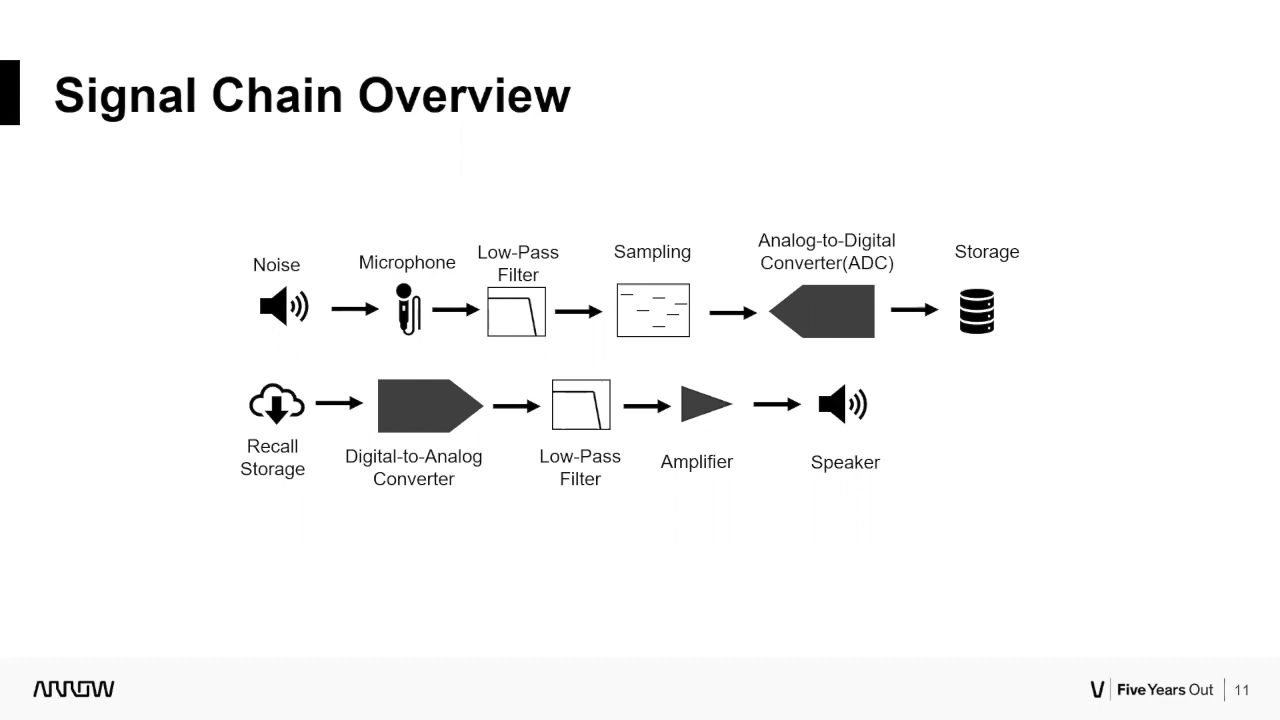 Signal Chain Overview
Noise
Microphone
Low-Pass
Filter
Sampling
Analog-to-Digital
Converter(ADC)
Storage
Recall
Storage
Digital-to-Analog
Converter
Low-Pass
Filter
Amplifier
Speaker
ARROW
Five Years Out
11